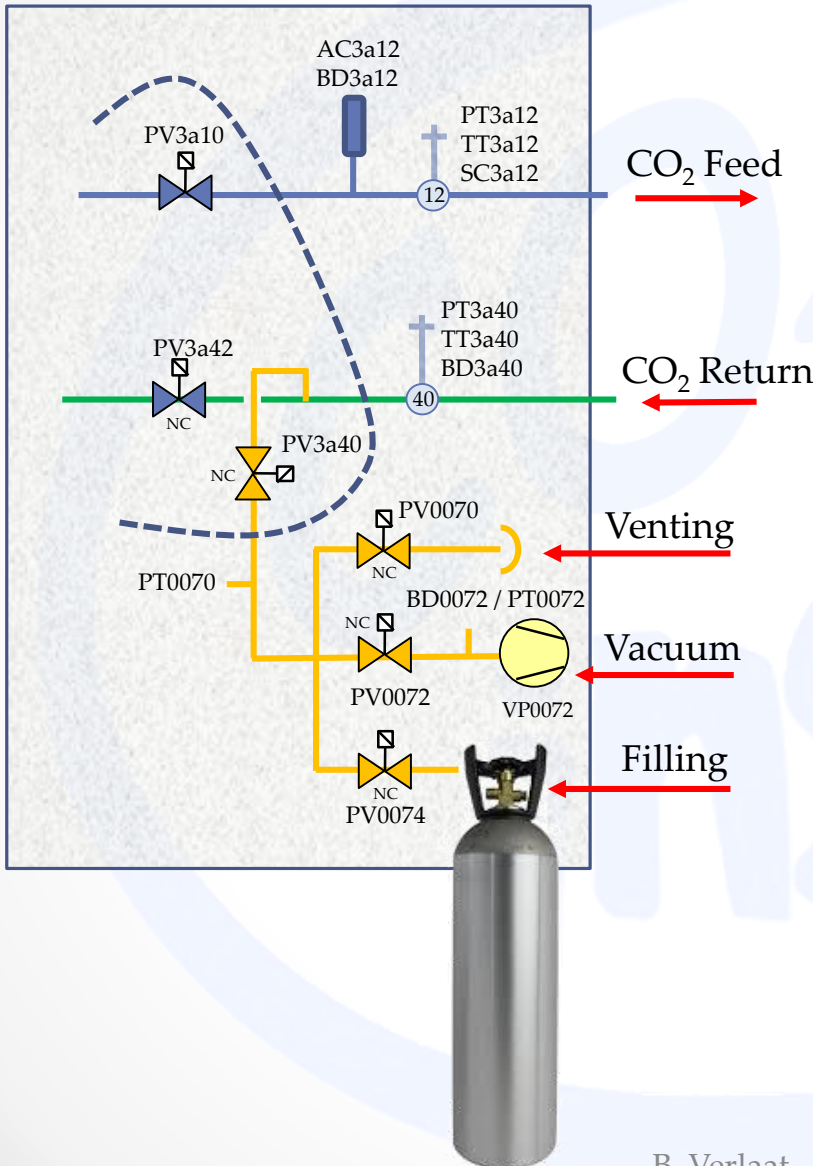 AC3a12
BD3a12
PV3a10
PT3a12
TT3a12
SC3a12
12
CO₂ Feed
PT3a40
TT3a40
BD3a40
PV3a42
NC
40
CO₂ Return
PV3a40
NC
PV0070
NC
Venting
PT0070
BD0072 / PT0072
NC
PV0072
VP0072
Vacuum
NC
PV0074
Filling
B. Verlaat